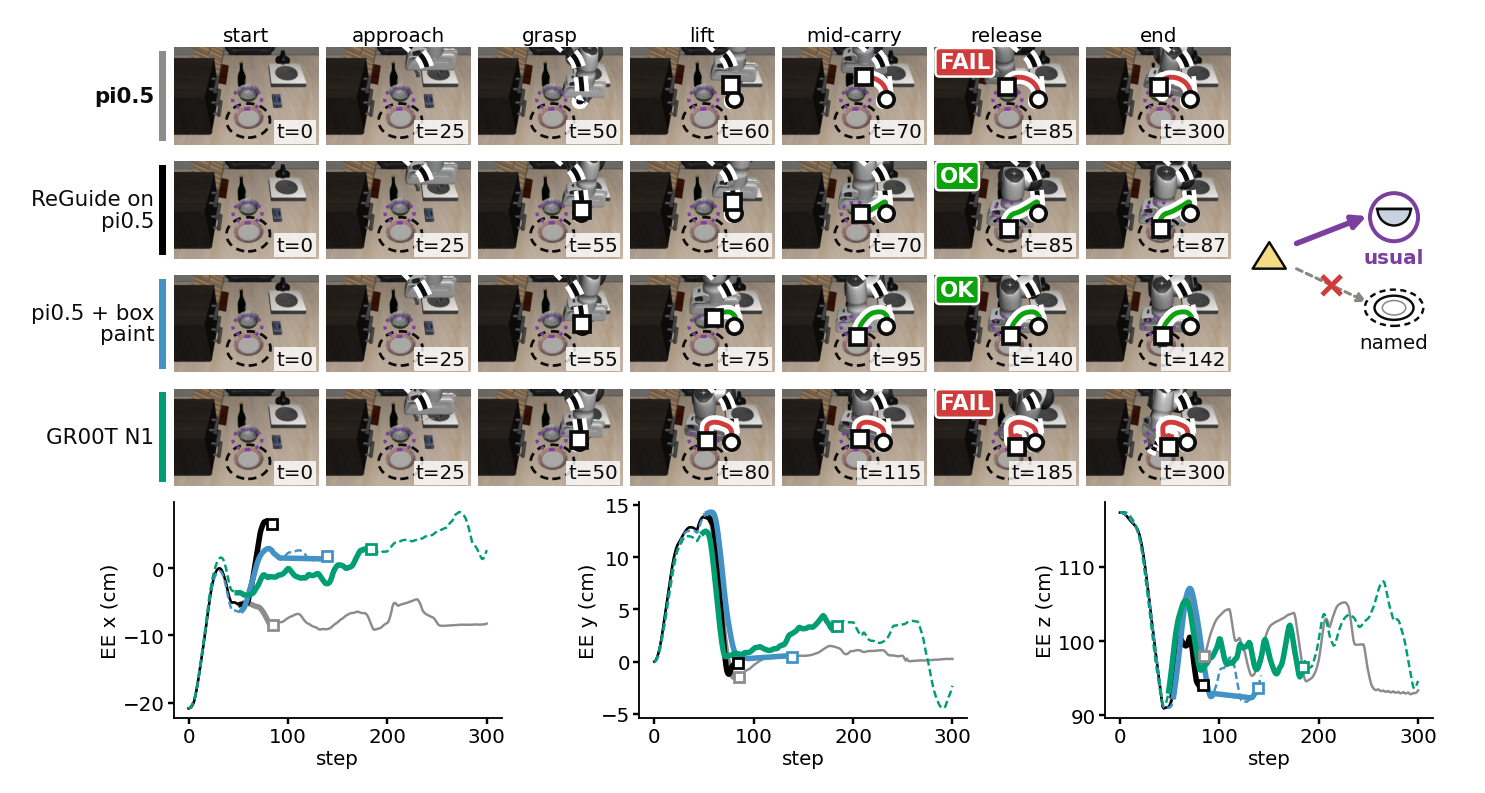 start approach grasp lift mid-carry release end
pi0.5
FAIL
t=0 t=25 t=50 t=60 t=70 t=85 t=300
ReGuide on
pi0.5
OK
t=0 t=25 t=55 t=60 t=70 t=85 t=87
usual
named
pi0.5 + box
paint
OK
t=0 t=25 t=55 t=75 t=95 t=140 t=142
GR00T N1
FAIL
t=0 t=25 t=50 t=80 t=115 t=185 t=300
EE x (cm)
0
−10
−20
0 100 200 300
step
EE y (cm)
15
10
5
0
−5
0 100 200 300
step
EE z (cm)
110
100
90
0 100 200 300
step